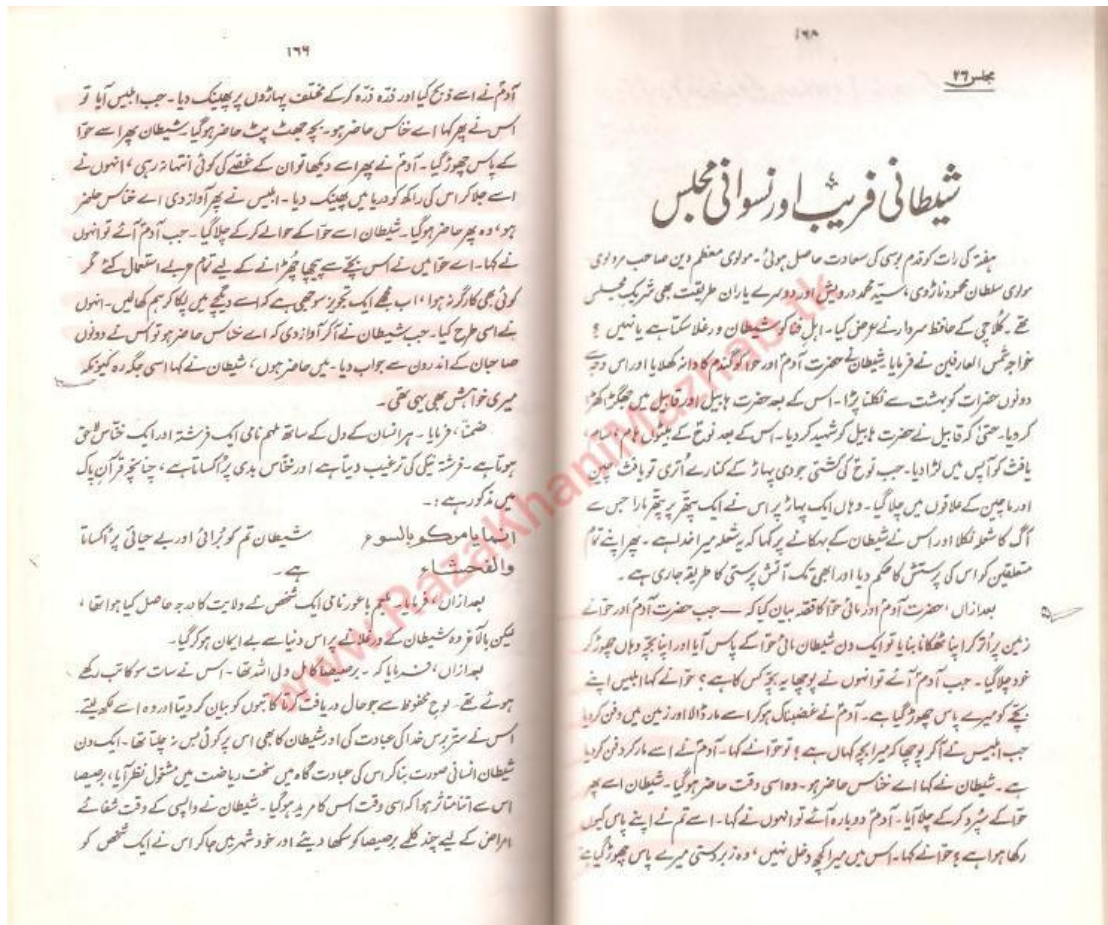 ۱۶۸
مجلس ۲۶
شیطانی فریب اور نسوانی مجلس
ہفتہ کی رات کو قدم بوسی کی سعادت حاصل ہوئی۔ مولوی معظم دین صاحب مرولوی
مولوی سلطان محمود ناڑوی، سید محمد درویش اور دوسرے یاران طریقت بھی شریک مجلس
تھے۔ کلاچی کے حافظ سردار نے عرض کیا۔ اہل فنا کو شیطان ورغلا سکتا ہے یا نہیں؟
خواجہ شمس العارفین نے فرمایا شیطان نے حضرت آدم اور حوا کو گندم کا دانہ کھلایا اور اس وجہ سے
دونوں حضرات کو بہشت سے نکلنا پڑا۔ اس کے بعد حضرت ہابیل اور قابیل میں جھگڑا کھڑا
کر دیا۔ حتیٰ کہ قابیل نے حضرت ہابیل کو شہید کر دیا۔ اس کے بعد نوح کے بیٹوں ہام، سام،
یافث کو آپس میں لڑا دیا۔ جب نوح کی کشتی جودی پہاڑ کے کنارے اُتری تو یافث چین
اور ماچین کے علاقوں میں چلا گیا۔ وہاں ایک پہاڑ پر اس نے ایک پتھر پر پتھر مارا جس سے
آگ کا شعلہ نکلا اور اس نے شیطان کے بہکانے پر کہا کہ یہ شعلہ میرا خدا ہے۔ پھر اپنے تمام
متعلقین کو اس کی پرستش کا حکم دیا اور ابھی تک آتش پرستی کا طریقہ جاری ہے۔
بعد ازاں، حضرت آدم اور مائی حوا کا قصہ بیان کیا کہ — جب حضرت آدم اور حوا نے
زمین پر اُتر کر اپنا ٹھکانا بنایا تو ایک دن شیطان مائی حوا کے پاس آیا اور اپنا بچہ وہاں چھوڑ کر
خود چلا گیا۔ جب آدم آئے تو انہوں نے پوچھا یہ بچہ کس کا ہے؟ حوا نے کہا ابلیس اپنے
بچے کو میرے پاس چھوڑ گیا ہے۔ آدم نے غضبناک ہو کر اسے مار ڈالا اور زمین میں دفن کر دیا
جب ابلیس نے آکر پوچھا کہ میرا بچہ کہاں ہے؟ تو حوا نے کہا۔ آدم نے اسے مار کر دفن کر دیا
ہے۔ شیطان نے کہا اے خناس حاضر ہو۔ وہ اسی وقت حاضر ہو گیا۔ شیطان اسے پھر
حوا کے سپرد کر کے چلا آیا۔ آدم دوبارہ آئے تو انہوں نے کہا۔ اسے تم نے اپنے پاس کیوں
رکھا ہوا ہے؟ حوا نے کہا۔ اس میں میرا کچھ دخل نہیں، وہ زبردستی میرے پاس چھوڑ گیا ہے
۱۶۹
آدم نے اسے ذبح کیا اور ذرہ ذرہ کر کے مختلف پہاڑوں پر پھینک دیا۔ جب ابلیس آیا تو
اس نے پھر کہا اے خناس حاضر ہو۔ بچہ جھٹ پٹ حاضر ہو گیا۔ شیطان پھر اسے حوا
کے پاس چھوڑ گیا۔ آدم نے پھر اسے دیکھا تو ان کے غصے کی کوئی انتہا نہ رہی، انہوں نے
اسے جلا کر اس کی راکھ کو دریا میں پھینک دیا۔ ابلیس نے پھر آواز دی اے خناس حاضر
ہو، وہ پھر حاضر ہو گیا۔ شیطان اسے حوا کے حوالے کر کے چلا گیا۔ جب آدم آئے تو انہوں
نے کہا۔ اے حوا میں نے اس بچے سے پیچھا چھڑانے کے لیے تمام حربے استعمال کئے مگر
کوئی بھی کارگر نہ ہوا، اب مجھے ایک تجویز سوجھی ہے کہ اسے دیگچے میں پکا کر ہم کھا لیں۔ انہوں
نے اسی طرح کیا۔ جب شیطان نے آکر آواز دی کہ اے خناس حاضر ہو تو اس نے دونوں
صاحبان کے اندرون سے جواب دیا۔ میں حاضر ہوں، شیطان نے کہا اسی جگہ رہ کیونکہ
میری خواہش بھی یہی تھی۔
ضمناً، فرمایا۔ ہر انسان کے دل کے ساتھ ملہم نامی ایک فرشتہ اور ایک خناس لاحق
ہوتا ہے۔ فرشتہ نیکی کی ترغیب دیتا ہے اور خناس بدی پر اُکساتا ہے، چنانچہ قرآن پاک
میں مذکور ہے:۔
انما یامرکم بالسوء شیطان تم کو بُرائی اور بے حیائی پر اُکساتا
والفحشاء ہے۔
بعد ازاں، فرمایا۔ بلعم باعور نامی ایک شخص نے ولایت کا درجہ حاصل کیا ہوا تھا،
لیکن بالآخر وہ شیطان کے ورغلانے پر اس دنیا سے بے ایمان ہو کر گیا۔
بعد ازاں، فرمایا کہ۔ برصیصا کامل ولی اللہ تھا۔ اس نے سات سو کاتب رکھے
ہوئے تھے۔ لوح محفوظ سے جو حال دریافت کرتا کاتبوں کو بیان کر دیتا اور وہ اسے لکھ لیتے۔
اس نے ستر برس خدا کی عبادت کی اور شیطان کا بھی اس پر کوئی بس نہ چلتا تھا۔ ایک دن
شیطان انسانی صورت بنا کر اس کی عبادت گاہ میں سخت ریاضت میں مشغول نظر آیا، برصیصا
اس سے اتنا متاثر ہوا کہ اسی وقت اس کا مرید ہو گیا۔ شیطان نے واپسی کے وقت شفائے
امراض کے لیے چند کلمے برصیصا کو سکھا دیئے اور خود شہر میں جا کر اس نے ایک شخص کو
www.RazaKhaniMazhab.tk